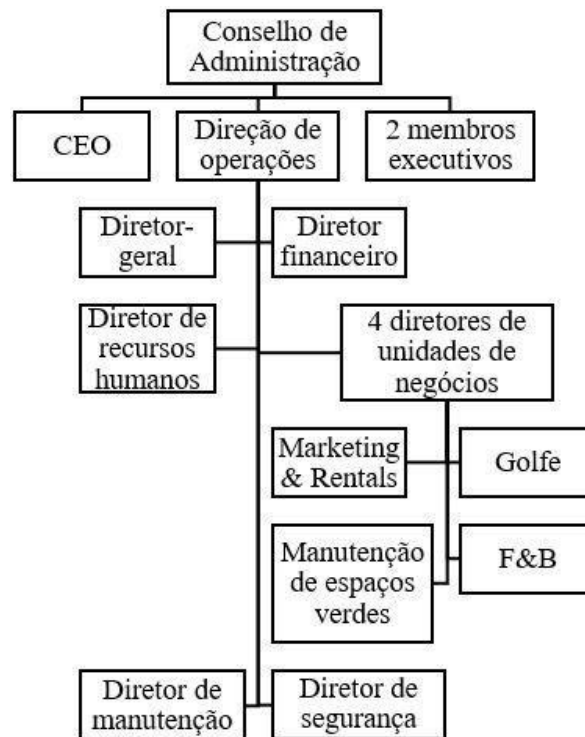 Conselho de
Administração
CEO
Direção de
operações
2 membros
executivos
Diretor-
geral
Diretor
financeiro
Diretor de
recursos
humanos
4 diretores de
unidades de
negócios
Marketing
& Rentals
Golfe
Manutenção
de espaços
verdes
F&B
Diretor de
manutenção
Diretor de
segurança